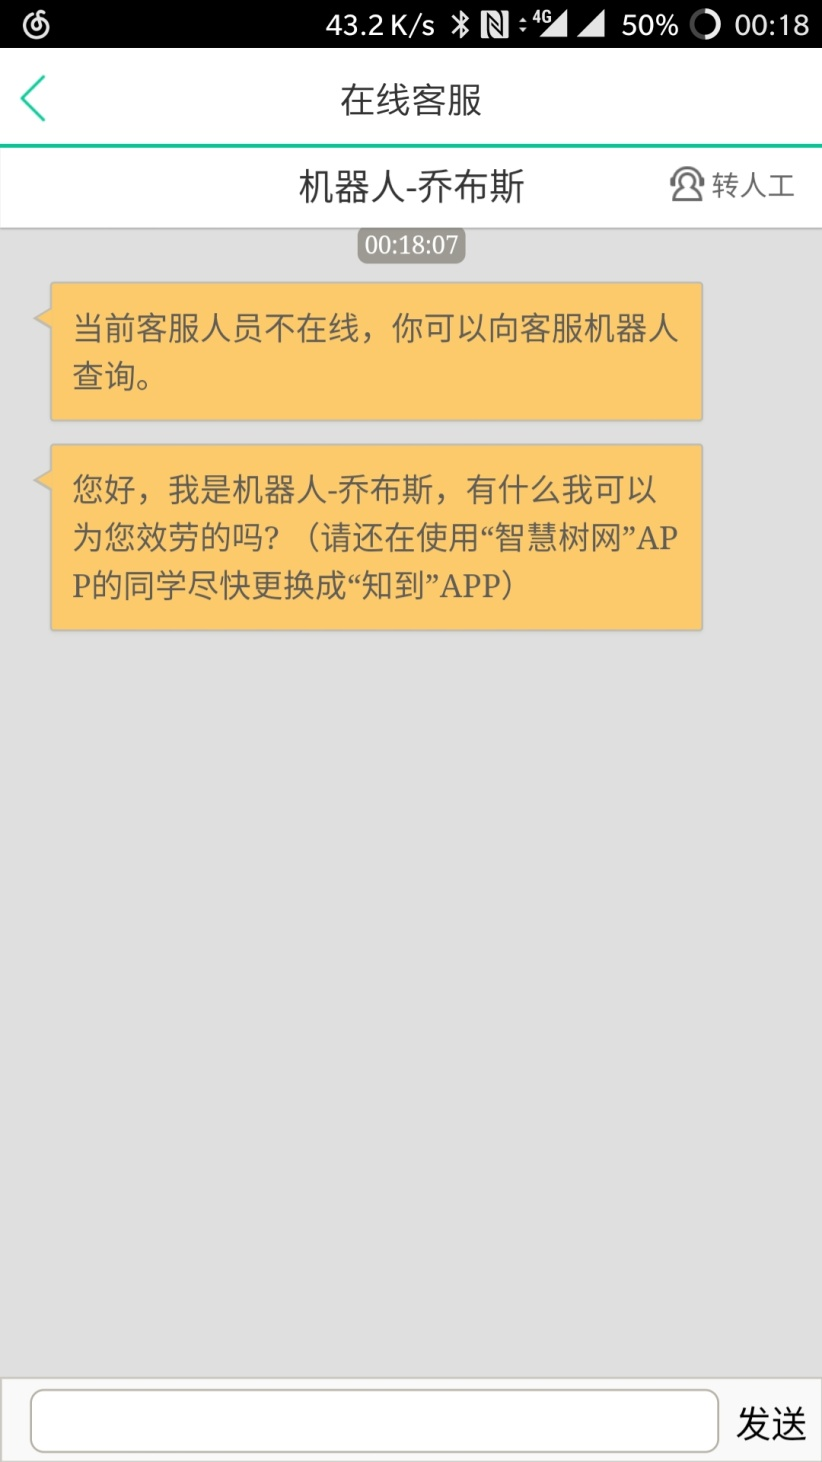 43.2 K/s 4G 50% 00:18
在线客服
机器人-乔布斯 转人工
00:18:07
当前客服人员不在线，你可以向客服机器人
查询。
您好，我是机器人-乔布斯，有什么我可以
为您效劳的吗？（请还在使用“智慧树网”AP
P的同学尽快更换成“知到”APP）
发送